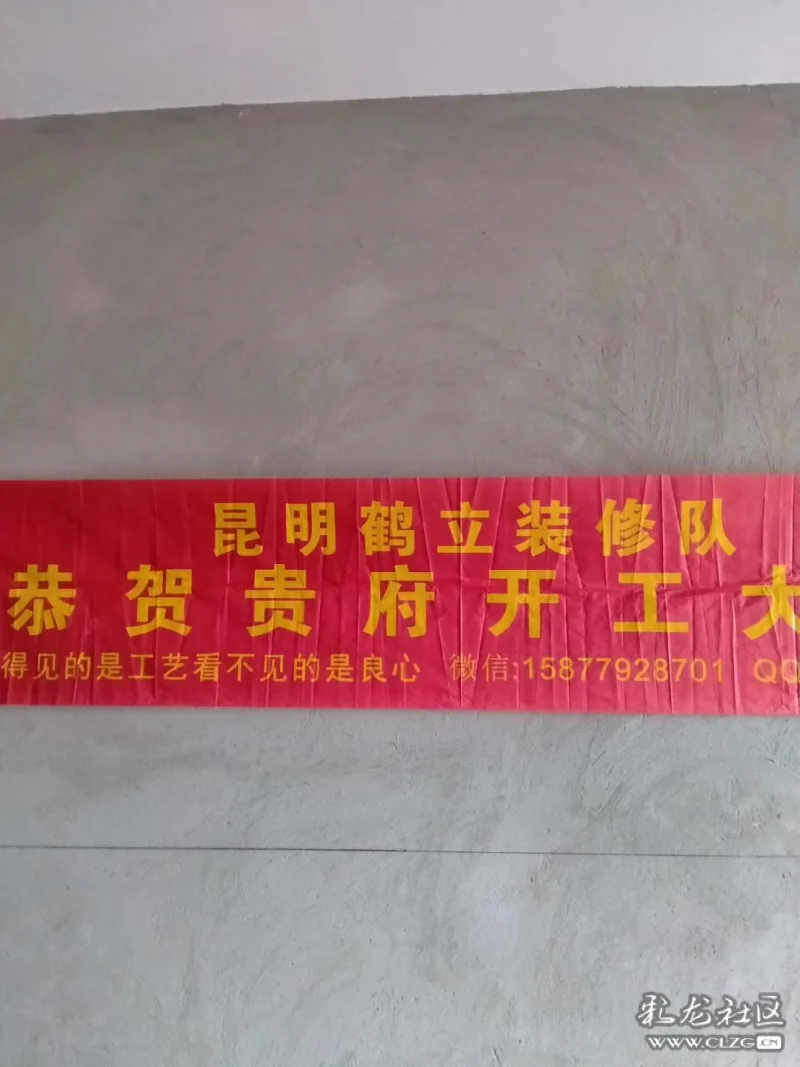 昆明鹤立装修队
恭贺贵府开工大
得见的是工艺看不见的是良心 微信:15877928701 QQ
彩龙社区
WWW.CLZG.CN